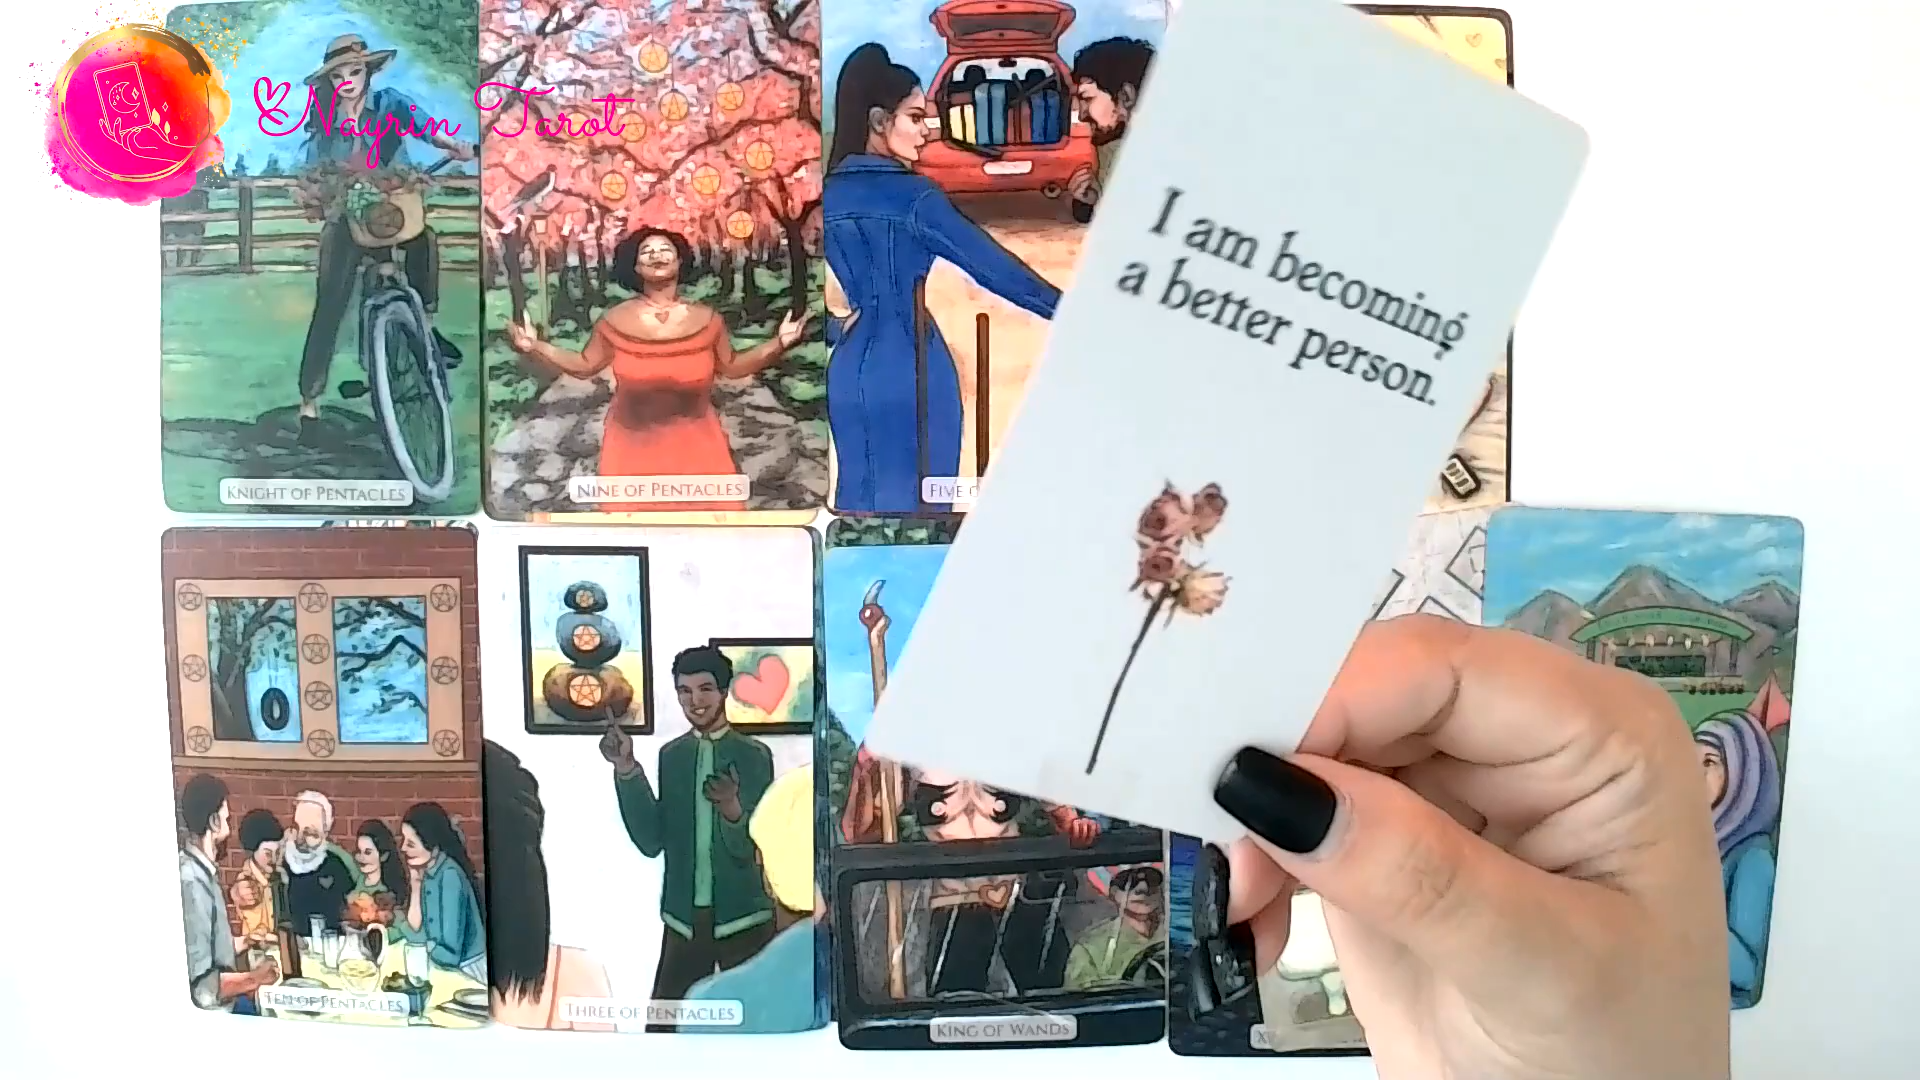 Nayrin Tarot
I am becoming
a better person.
KNIGHT OF PENTACLES
NINE OF PENTACLES
FIVE
TEN OF PENTACLES
THREE OF PENTACLES
KING OF WANDS